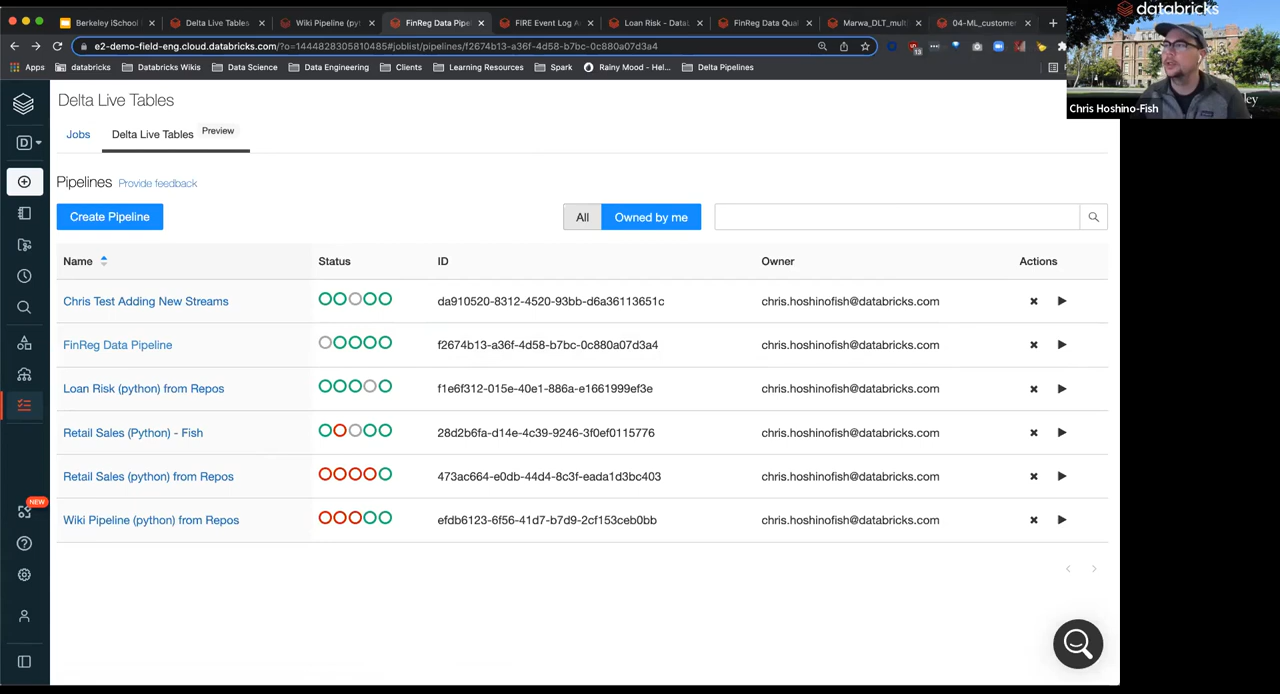 Berkeley iSchool
Delta Live Tables
Wiki Pipeline (pyt
FinReg Data Pipel
FIRE Event Log A
Loan Risk - Data
FinReg Data Qual
Marwa_DLT_mult
04-ML_custome
databricks
e2-demo-field-eng.cloud.databricks.com/?o=1444828305810485#joblist/pipelines/f2674b13-a36f-4d58-b7bc-0c880a07d3a4
13
Apps
databricks
Databricks Wikis
Data Science
Data Engineering
Clients
Learning Resources
Spark
Rainy Mood - Hel...
Delta Pipelines
Chris Hoshino-Fish
Delta Live Tables
Jobs
Delta Live Tables Preview
D
Pipelines Provide feedback
Create Pipeline
All
Owned by me
Name Status ID Owner Actions
Chris Test Adding New Streams da910520-8312-4520-93bb-d6a36113651c chris.hoshinofish@databricks.com
FinReg Data Pipeline f2674b13-a36f-4d58-b7bc-0c880a07d3a4 chris.hoshinofish@databricks.com
Loan Risk (python) from Repos f1e6f312-015e-40e1-886a-e1661999ef3e chris.hoshinofish@databricks.com
Retail Sales (Python) - Fish 28d2b6fa-d14e-4c39-9246-3f0ef0115776 chris.hoshinofish@databricks.com
Retail Sales (python) from Repos 473ac664-e0db-44d4-8c3f-eada1d3bc403 chris.hoshinofish@databricks.com
Wiki Pipeline (python) from Repos efdb6123-6f56-41d7-b7d9-2cf153ceb0bb chris.hoshinofish@databricks.com
NEW